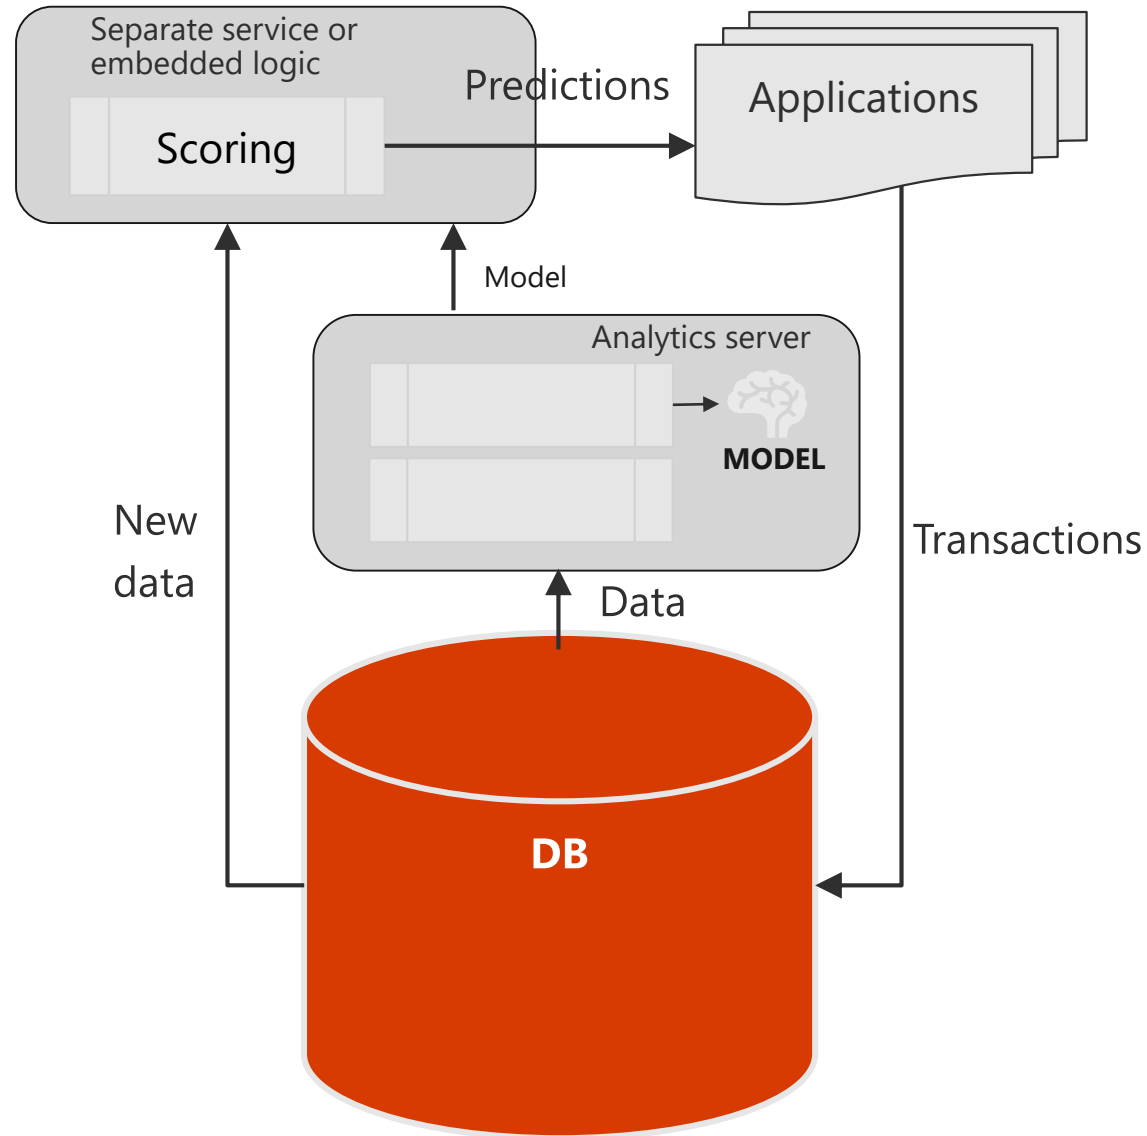 Separate service or
embedded logic
Predictions
Scoring
Applications
Model
Analytics server
MODEL
New
data
Transactions
Data
DB